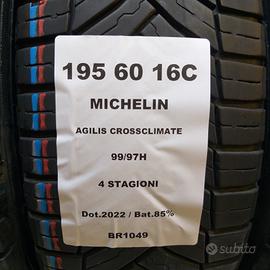 195 60 16C
MICHELIN
AGILIS CROSSCLIMATE
99/97H
4 STAGIONI
Dot.2022 / Bat.85%
BR1049
subito